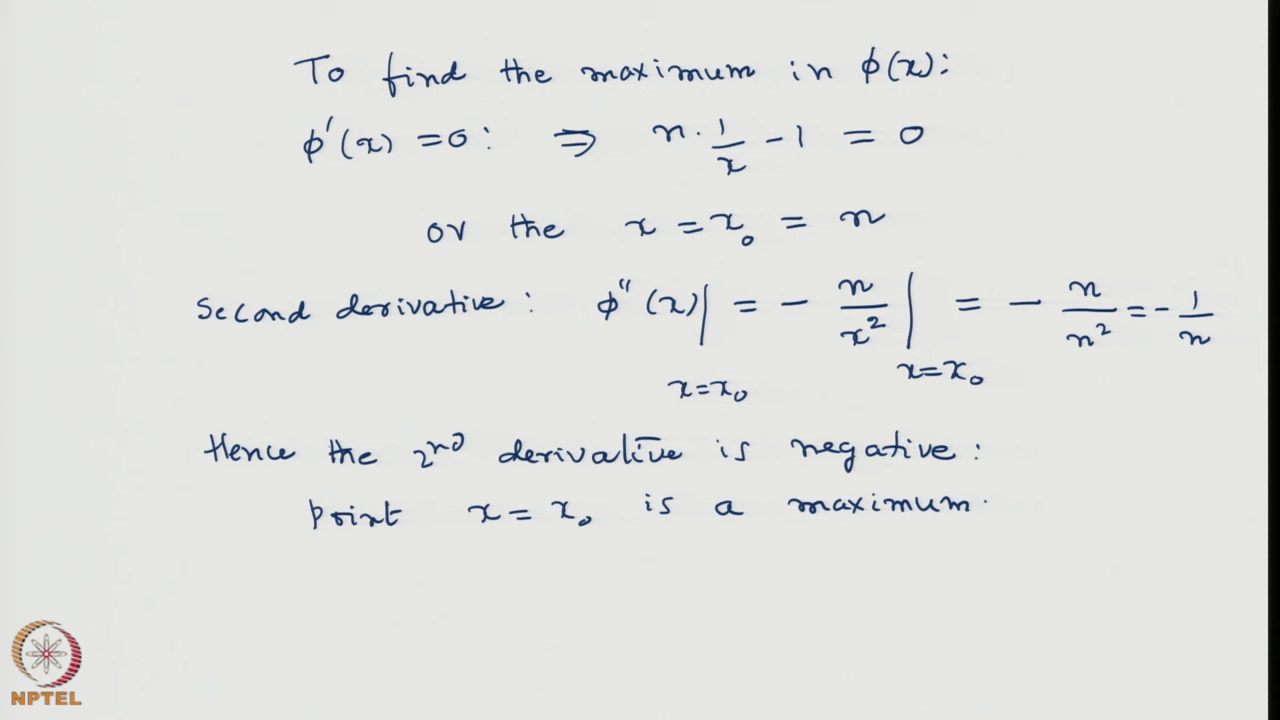 To find the maximum in ϕ(x):
ϕ'(x) = 0 : ⇒ n · 1/x - 1 = 0
or the x = x₀ = n
Second derivative : ϕ"(x)|x=x₀ = - n/x²|x=x₀ = - n/n² = - 1/n
Hence the 2nd derivative is negative :
point x = x₀ is a maximum.
NPTEL